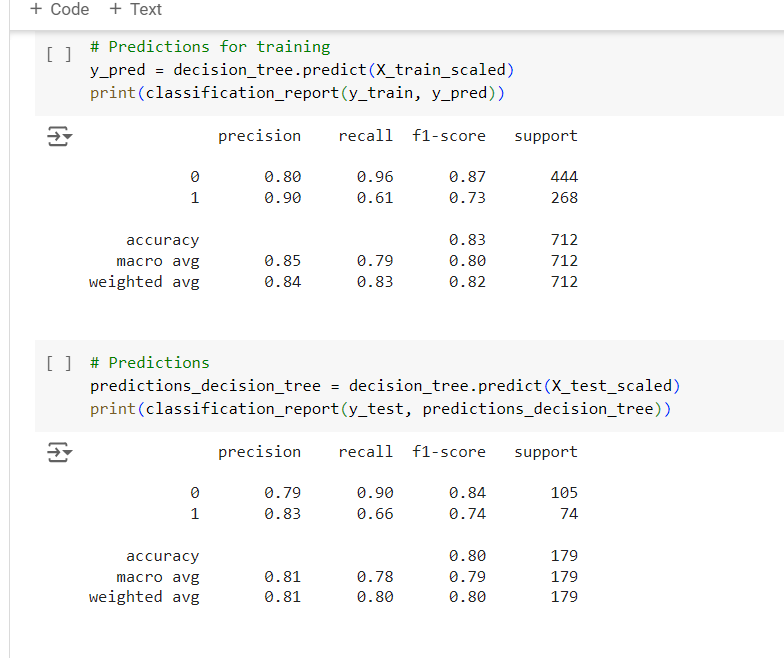 + Code + Text
[ ] # Predictions for training
y_pred = decision_tree.predict(X_train_scaled)
print(classification_report(y_train, y_pred))
precision recall f1-score support
0 0.80 0.96 0.87 444
1 0.90 0.61 0.73 268
accuracy 0.83 712
macro avg 0.85 0.79 0.80 712
weighted avg 0.84 0.83 0.82 712
[ ] # Predictions
predictions_decision_tree = decision_tree.predict(X_test_scaled)
print(classification_report(y_test, predictions_decision_tree))
precision recall f1-score support
0 0.79 0.90 0.84 105
1 0.83 0.66 0.74 74
accuracy 0.80 179
macro avg 0.81 0.78 0.79 179
weighted avg 0.81 0.80 0.80 179